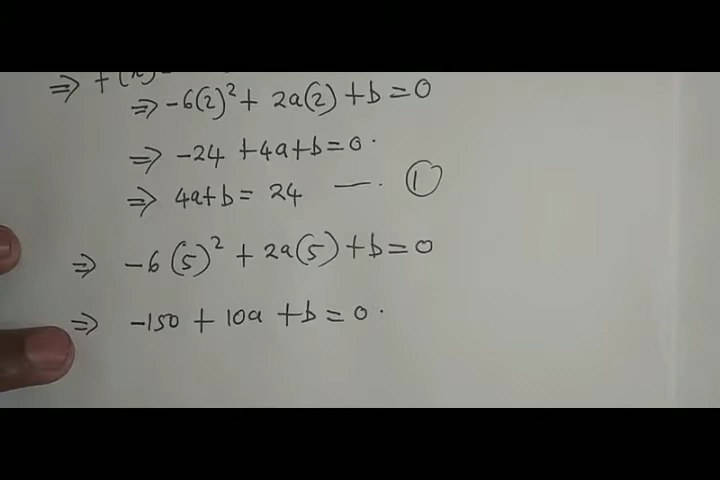 ⇒ f(x)
⇒ -6(2)² + 2a(2) + b = 0
⇒ -24 + 4a + b = 0.
⇒ 4a + b = 24 —. ①
⇒ -6(5)² + 2a(5) + b = 0
⇒ -150 + 10a + b = 0.